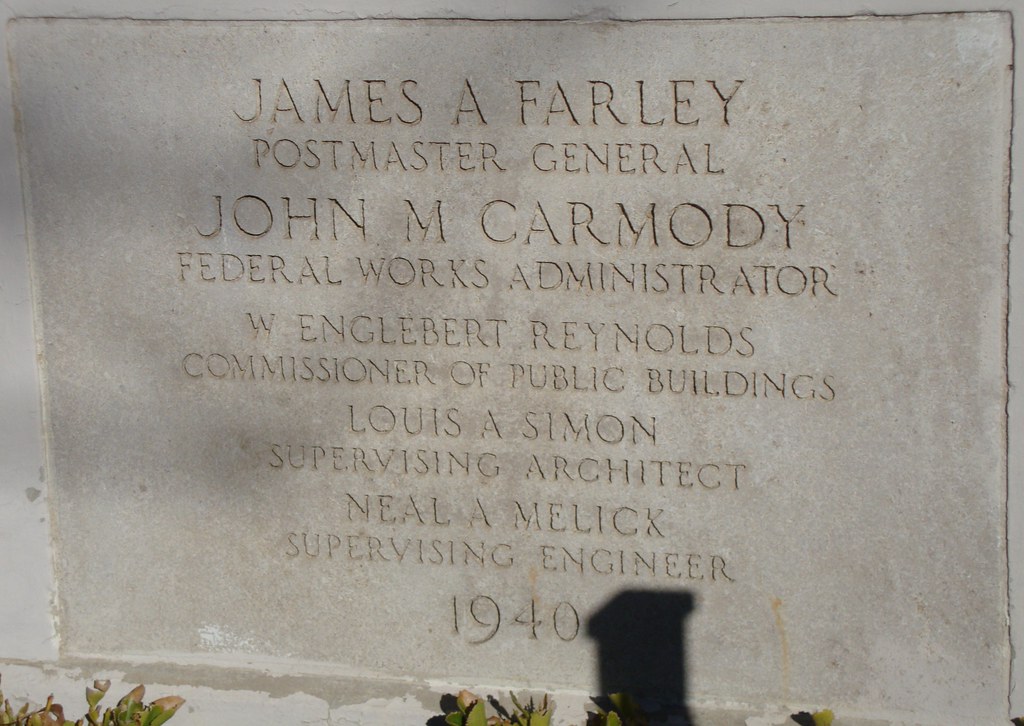 JAMES A FARLEY
POSTMASTER GENERAL
JOHN M CARMODY
FEDERAL WORKS ADMINISTRATOR
W ENGLEBERT REYNOLDS
COMMISSIONER OF PUBLIC BUILDINGS
LOUIS A SIMON
SUPERVISING ARCHITECT
NEAL A MELICK
SUPERVISING ENGINEER
1940